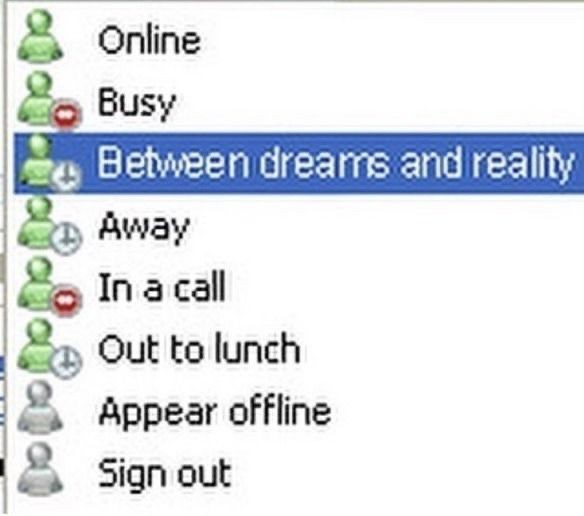 Online
Busy
Between dreams and reality
Away
In a call
Out to lunch
Appear offline
Sign out